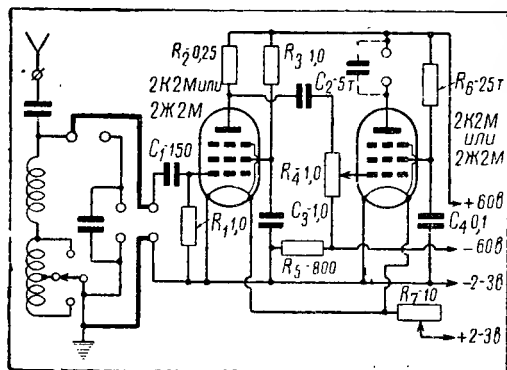 R2-0,25
R3-1,0
2К2М или
2Ж2М
C2-5т
R6-25т
2К2М
или
2Ж2М
C1-150
R4-1,0
R1 1,0
C3-1,0
R5-800
C4 0,1
+60в
-60в
-2-3в
R7-10
+2-3в